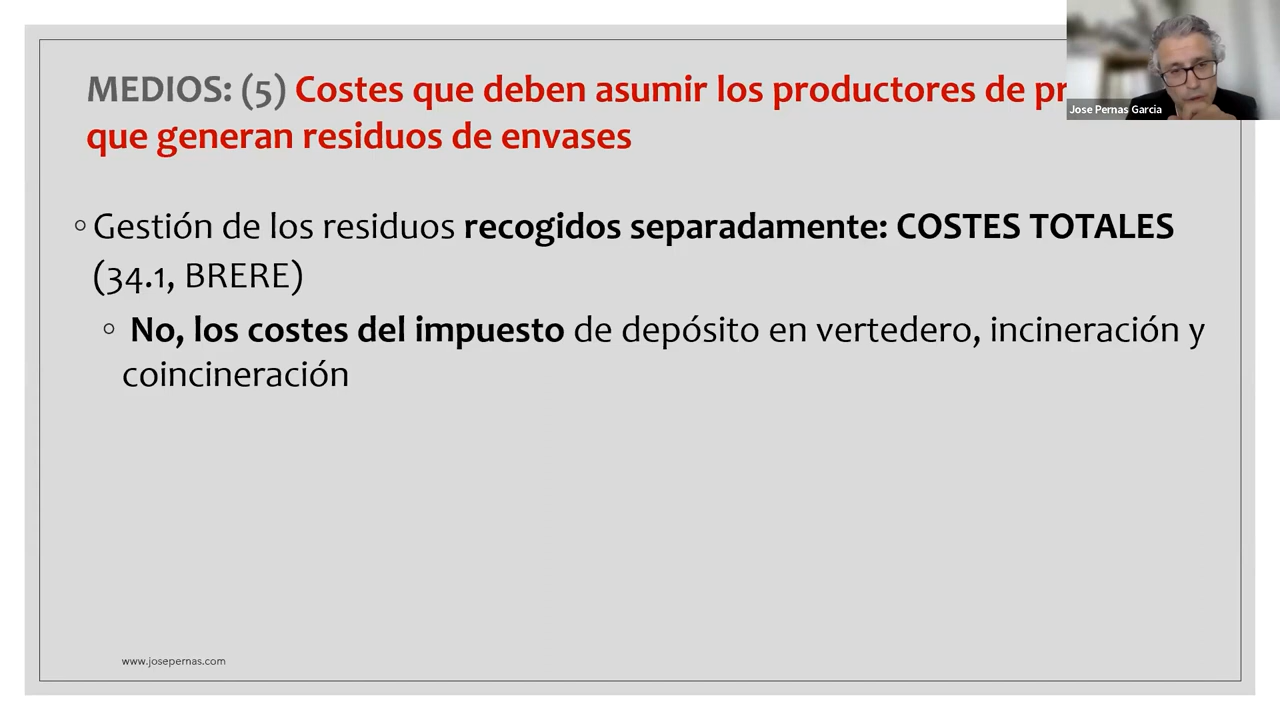 MEDIOS: (5) Costes que deben asumir los productores de
que generan residuos de envases
Jose Pernas Garcia
◦ Gestión de los residuos recogidos separadamente: COSTES TOTALES
(34.1, BRERE)
◦ No, los costes del impuesto de depósito en vertedero, incineración y
coincineración
www.josepernas.com